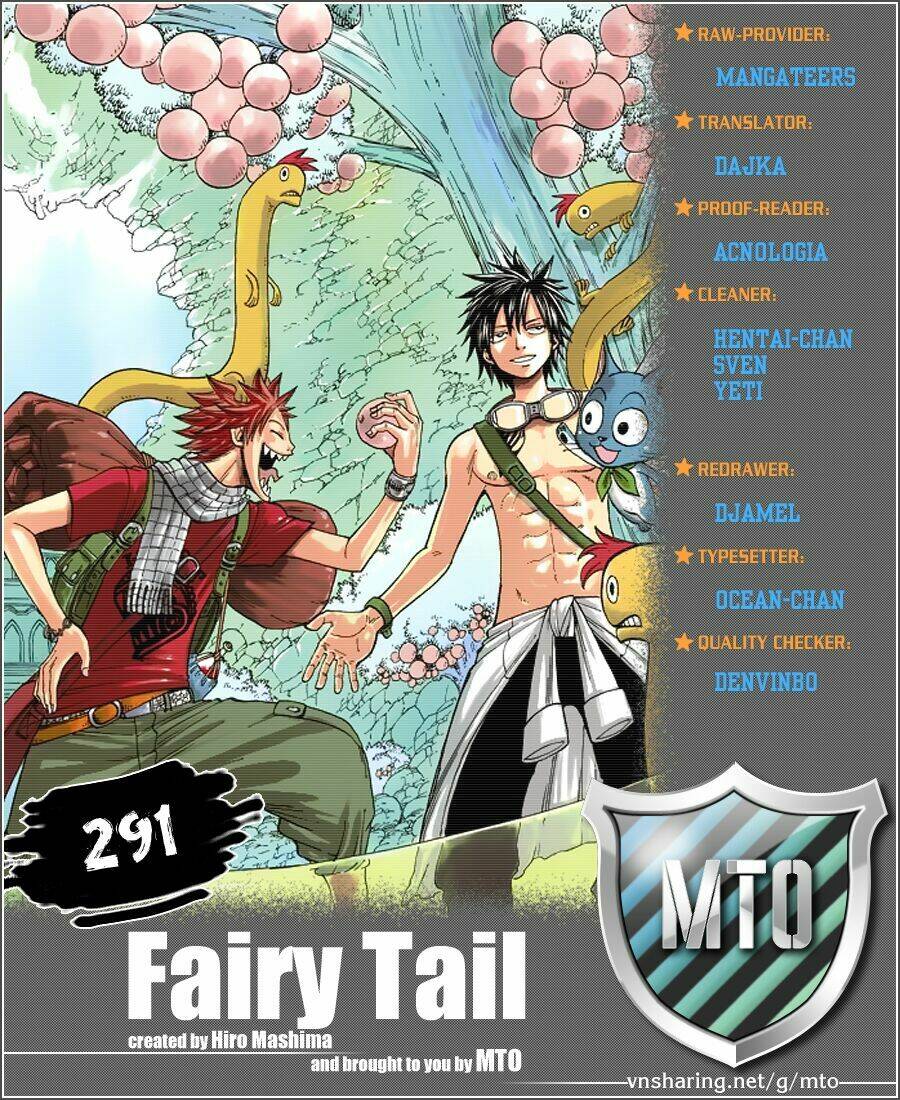 RAW-PROVIDER:
MANGATEERS
TRANSLATOR:
DAJKA
PROOF-READER:
ACNOLOGIA
CLEANER:
HENTAI-CHAN
SVEN
YETI
REDRAWER:
DJAMEL
TYPESETTER:
OCEAN-CHAN
QUALITY CHECKER:
DENVINBO
291
MTO
Fairy Tail
created by Hiro Mashima
and brought to you by MTO
vnsharing.net/g/mto